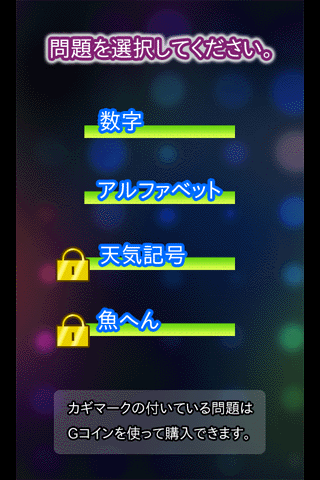 問題を選択してください。
数字
アルファベット
天気記号
魚へん
カギマークの付いている問題は
Gコインを使って購入できます。